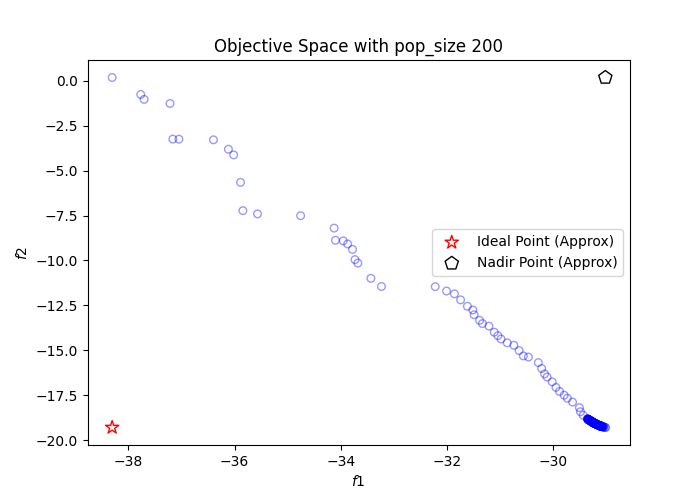 Objective Space with pop_size 200
0.0
−2.5
−5.0
−7.5
−10.0
−12.5
−15.0
−17.5
−20.0
f2
Ideal Point (Approx)
Nadir Point (Approx)
−38
−36
−34
−32
−30
f1